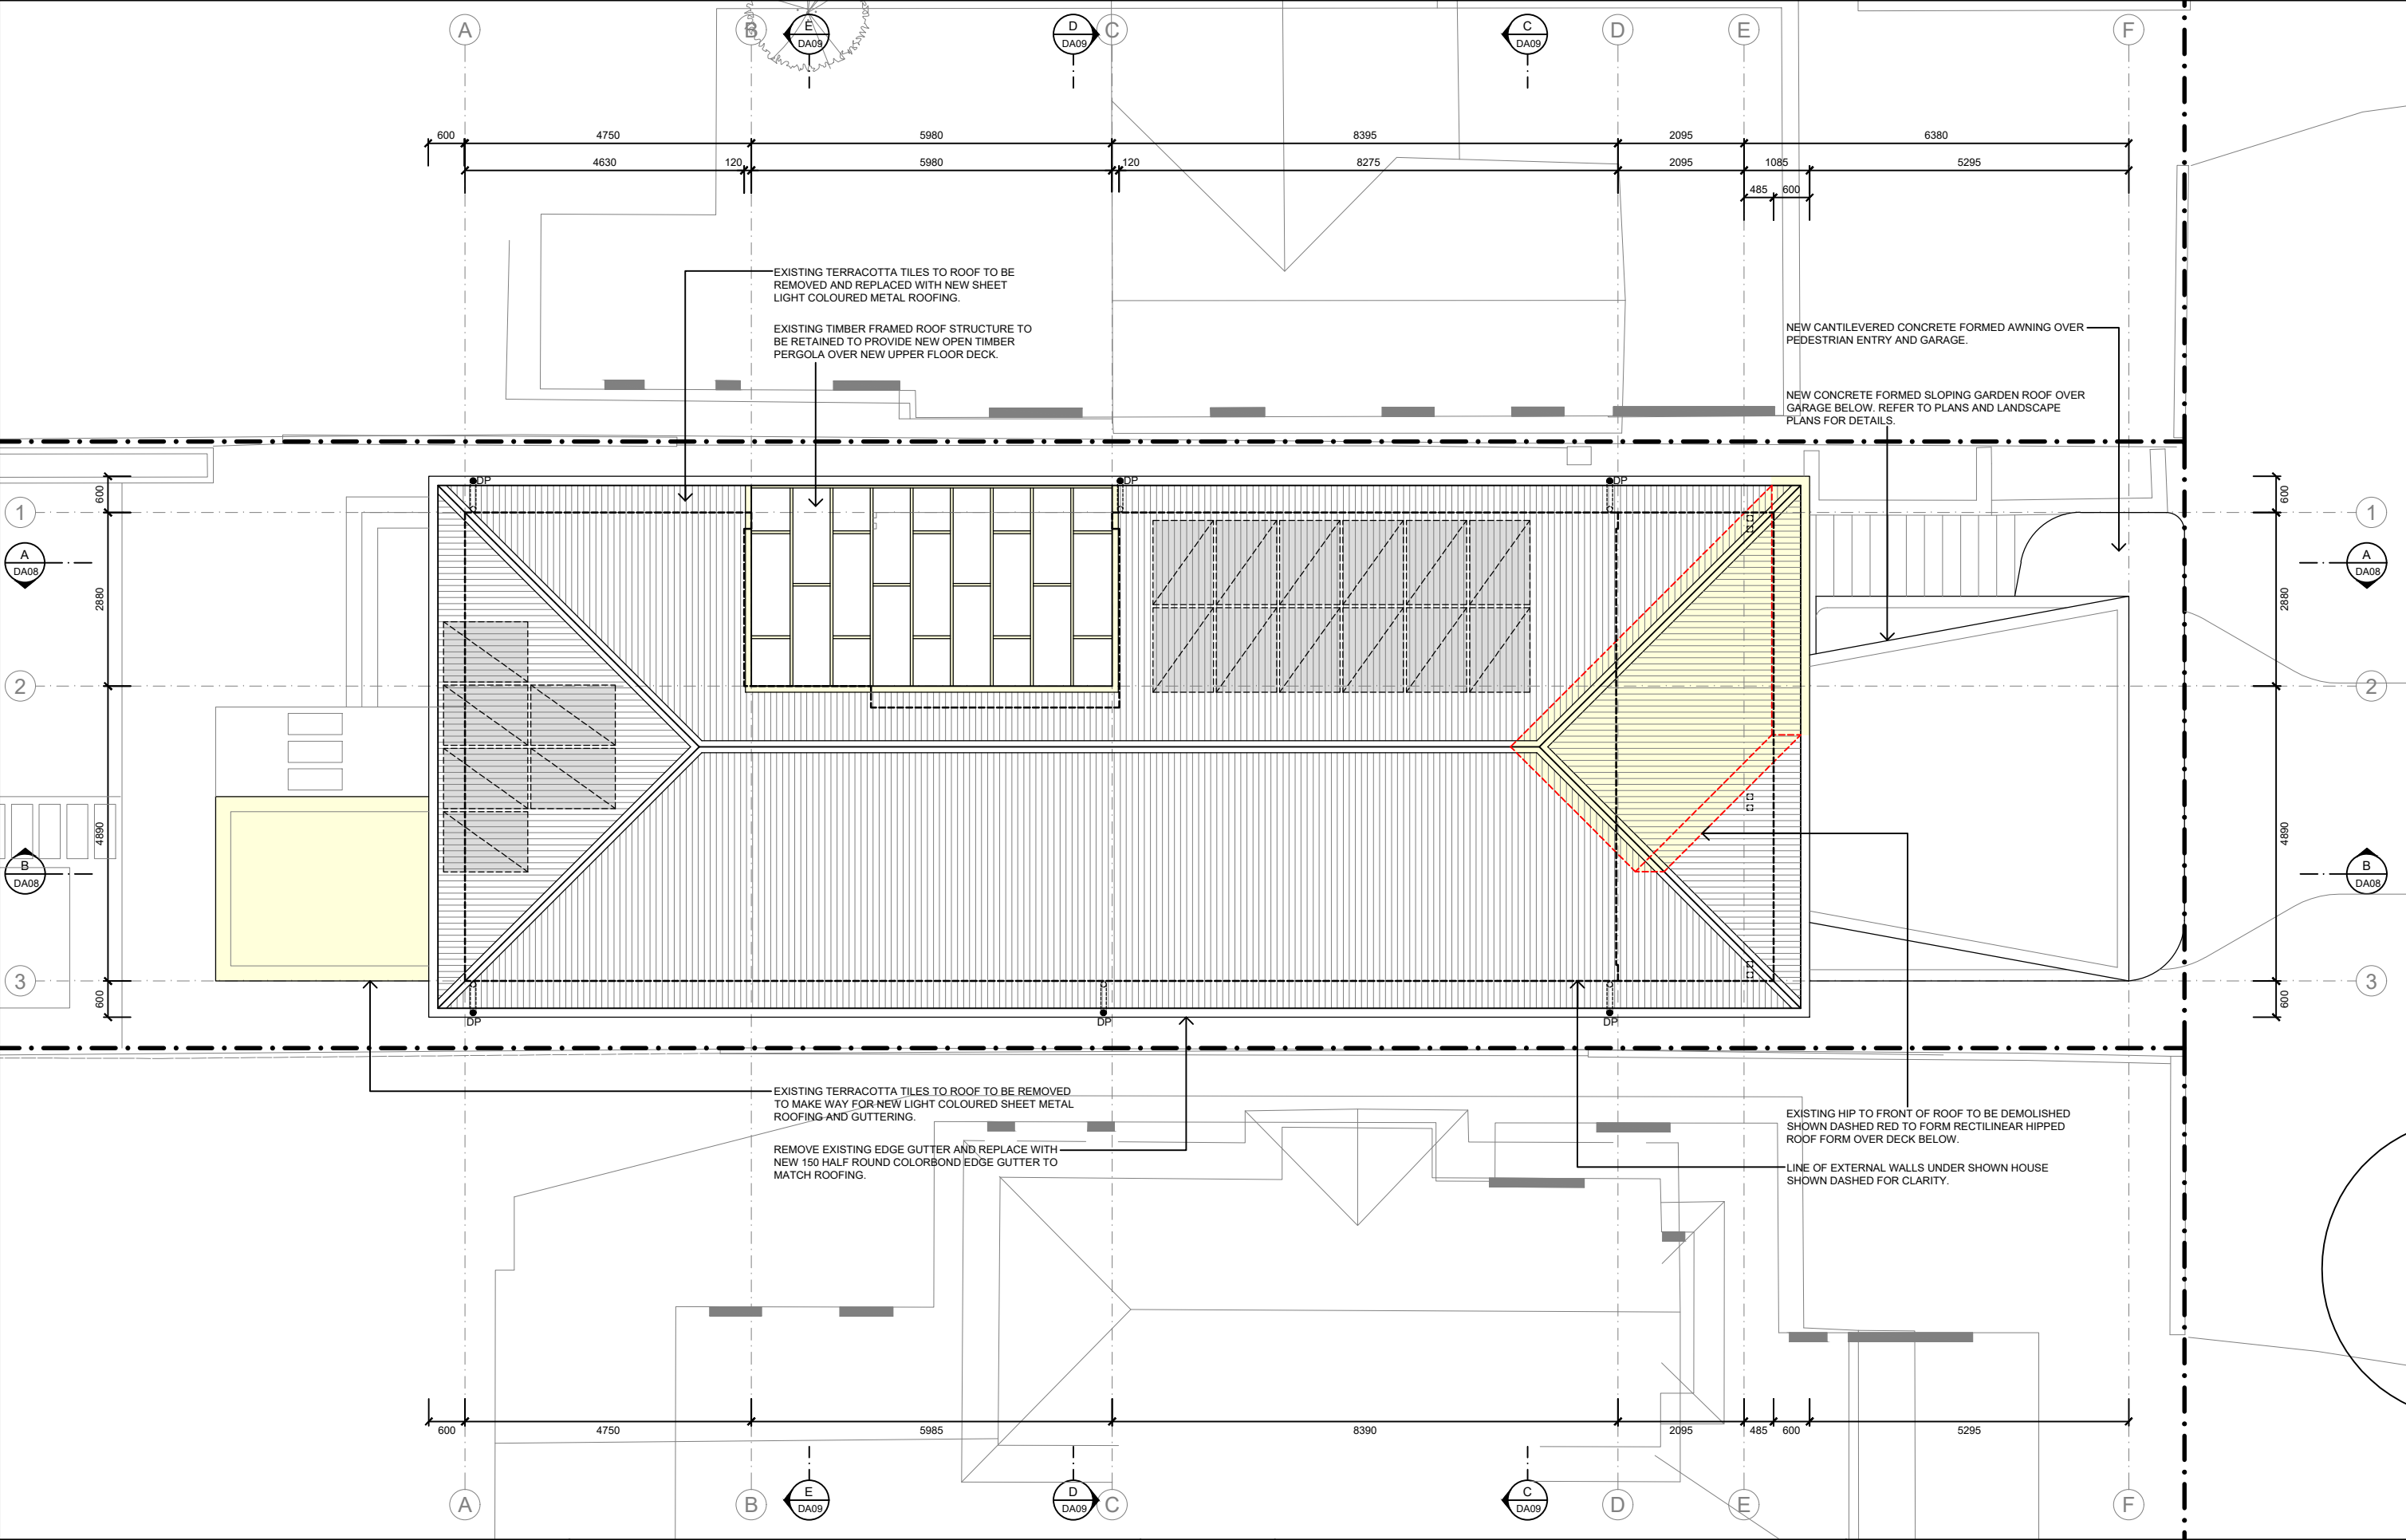 A
B
E
DA09
D
DA09
C
C
DA09
D
E
F
600
4750
5980
8395
2095
6380
4630
120
5980
120
8275
2095
1085
5295
485
600
EXISTING TERRACOTTA TILES TO ROOF TO BE
REMOVED AND REPLACED WITH NEW SHEET
LIGHT COLOURED METAL ROOFING.
EXISTING TIMBER FRAMED ROOF STRUCTURE TO
BE RETAINED TO PROVIDE NEW OPEN TIMBER
PERGOLA OVER NEW UPPER FLOOR DECK.
NEW CANTILEVERED CONCRETE FORMED AWNING OVER
PEDESTRIAN ENTRY AND GARAGE.
NEW CONCRETE FORMED SLOPING GARDEN ROOF OVER
GARAGE BELOW. REFER TO PLANS AND LANDSCAPE
PLANS FOR DETAILS.
DP
DP
DP
600
600
1
1
A
DA08
A
DA08
2880
2880
2
2
4890
4890
B
DA08
B
DA08
3
3
600
600
DP
DP
DP
EXISTING TERRACOTTA TILES TO ROOF TO BE REMOVED
TO MAKE WAY FOR NEW LIGHT COLOURED SHEET METAL
ROOFING AND GUTTERING.
REMOVE EXISTING EDGE GUTTER AND REPLACE WITH
NEW 150 HALF ROUND COLORBOND EDGE GUTTER TO
MATCH ROOFING.
EXISTING HIP TO FRONT OF ROOF TO BE DEMOLISHED
SHOWN DASHED RED TO FORM RECTILINEAR HIPPED
ROOF FORM OVER DECK BELOW.
LINE OF EXTERNAL WALLS UNDER SHOWN HOUSE
SHOWN DASHED FOR CLARITY.
600
4750
5985
8390
2095
485
600
5295
A
B
E
DA09
D
DA09
C
C
DA09
D
E
F